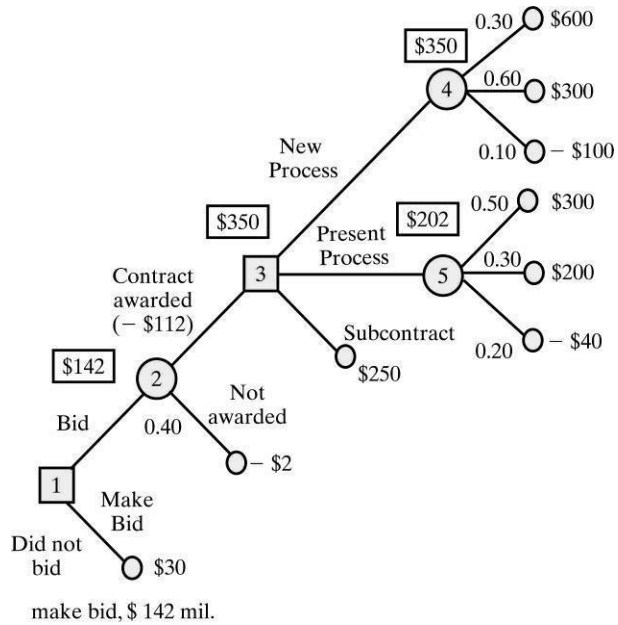 0.30
$600
$350
4
0.60
$300
0.10
− $100
New
Process
$350
0.50
$300
$202
Present
Process
3
5
0.30
$200
Contract
awarded
(− $112)
Subcontract
0.20
− $40
$250
$142
2
Not
awarded
Bid
0.40
− $2
1
Make
Bid
Did not
bid
$30
make bid, $ 142 mil.